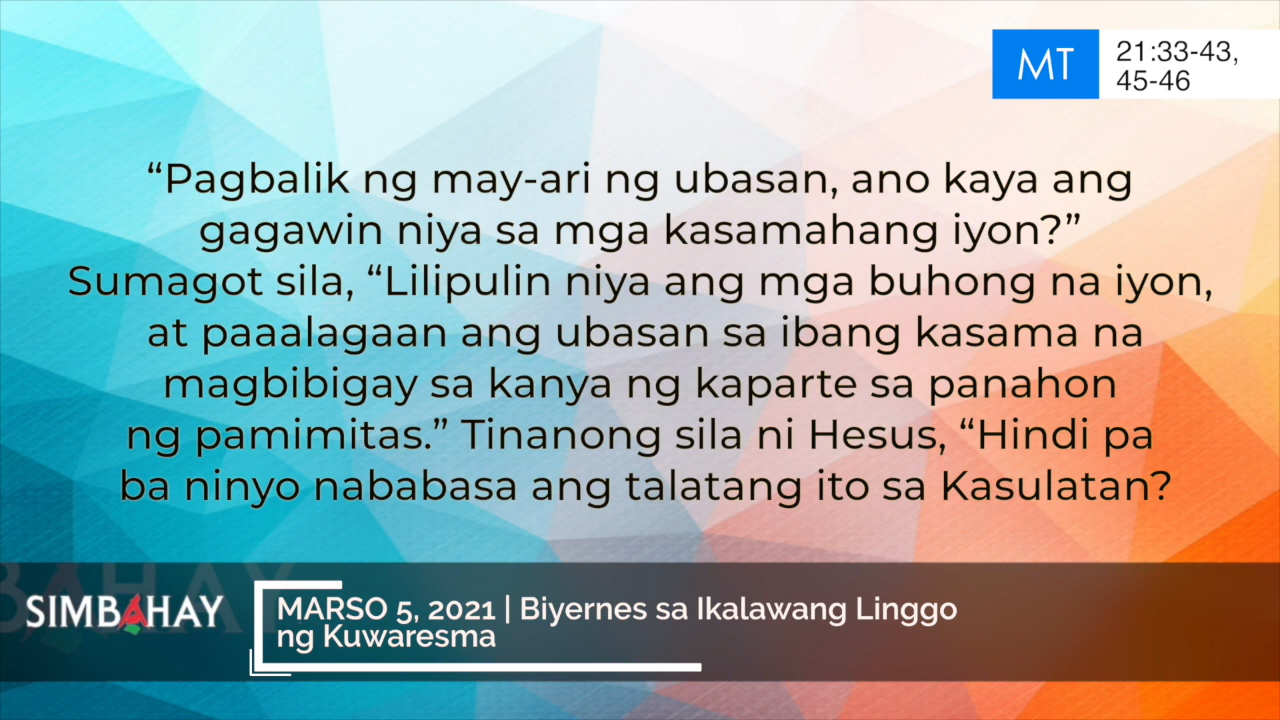 MT
21:33-43,
45-46
“Pagbalik ng may-ari ng ubasan, ano kaya ang
gagawin niya sa mga kasamahang iyon?”
Sumagot sila, “Lilipulin niya ang mga buhong na iyon,
at paaalagaan ang ubasan sa ibang kasama na
magbibigay sa kanya ng kaparte sa panahon
ng pamimitas.” Tinanong sila ni Hesus, “Hindi pa
ba ninyo nababasa ang talatang ito sa Kasulatan?
SIMBAHAY
MARSO 5, 2021 | Biyernes sa Ikalawang Linggo
ng Kuwaresma